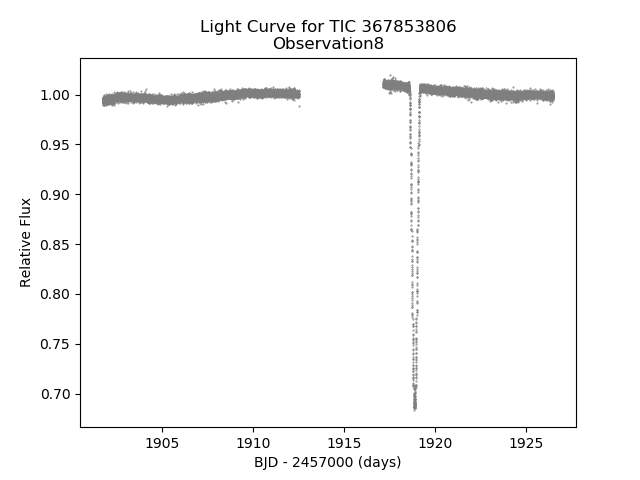 Light Curve for TIC 367853806
Observation8
1.00
0.95
0.90
0.85
0.80
0.75
0.70
Relative Flux
1905 1910 1915 1920 1925
BJD - 2457000 (days)